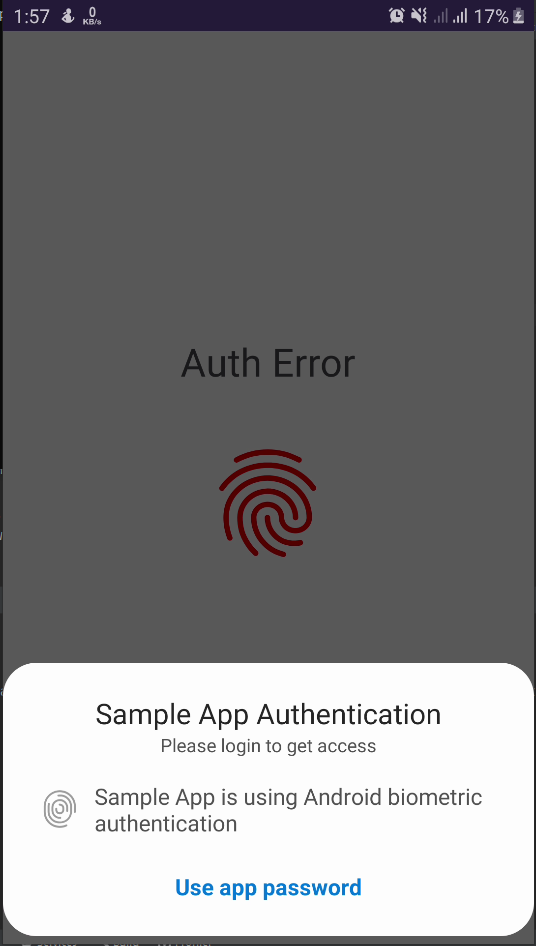 1:57 0 KB/s 17%
Auth Error
Sample App Authentication
Please login to get access
Sample App is using Android biometric
authentication
Use app password